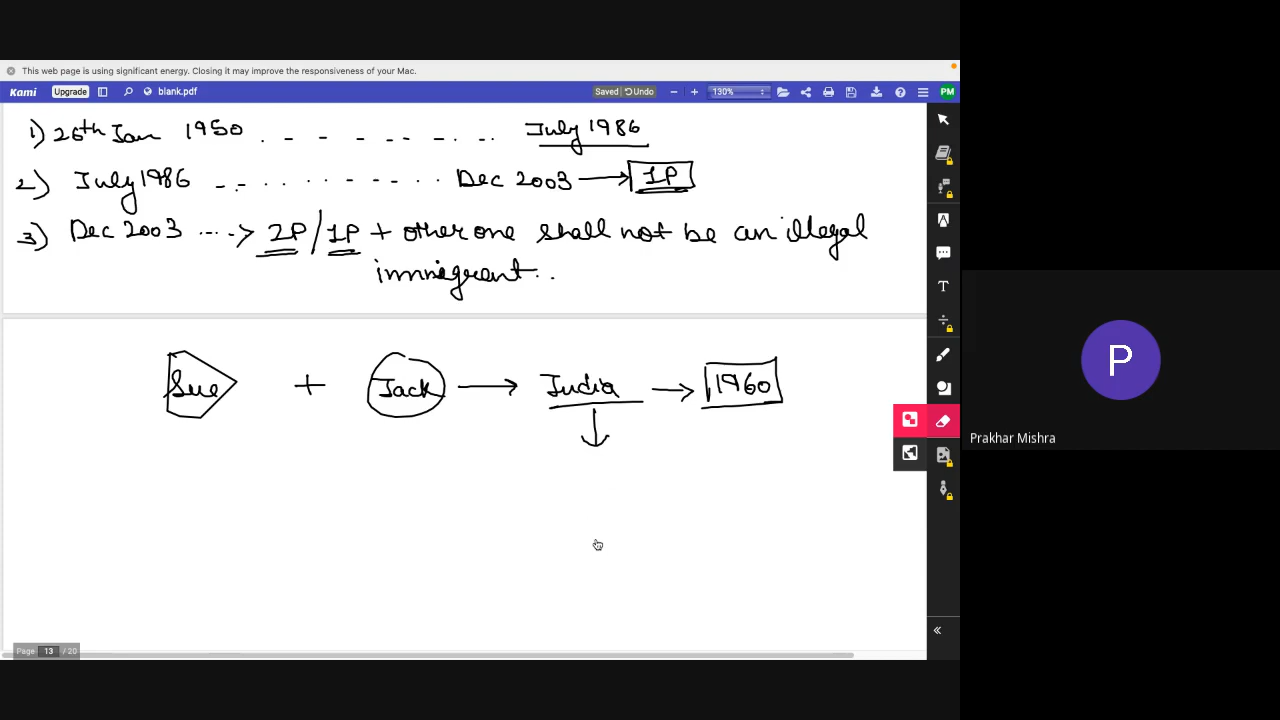 This web page is using significant energy. Closing it may improve the responsiveness of your Mac.
Kami Upgrade blank.pdf Saved Undo 130% PM
1) 26th Jan 1950 . - - - - - . - . . July 1986
2) July 1986 - - . . . . . - - - . Dec 2003 → 1P
3) Dec 2003 ....> 2P / 1P + other one shall not be an illegal
immigrant..
Sue + Jack → India → 1960
P
Prakhar Mishra
Page 13 / 20